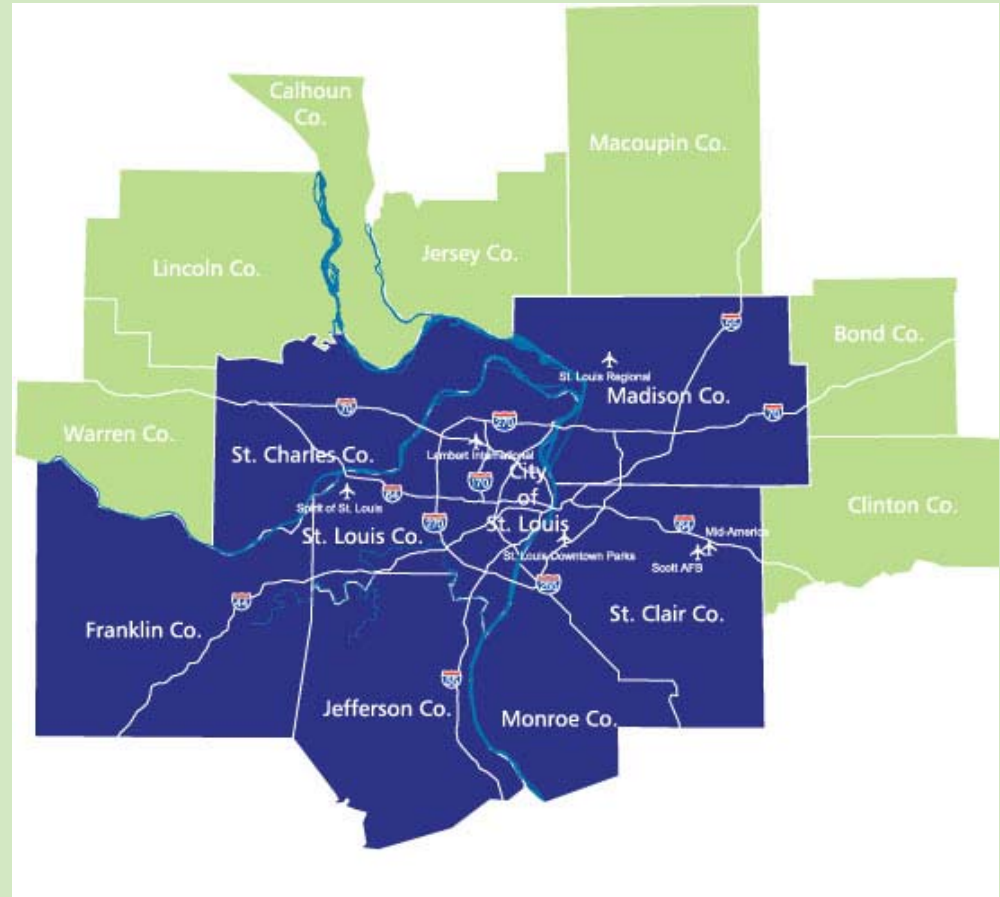 Calhoun
Co.
Macoupin Co.
Jersey Co.
Lincoln Co.
55
Bond Co.
St. Louis Regional
Madison Co.
70
70
270
Warren Co.
St. Charles Co.
Lambert International
170
City
of
St. Louis
64
Spirit of St. Louis
270
St. Louis Co.
Clinton Co.
64
Mid-America
St. Louis Downtown Parks
Scott AFB
255
44
St. Clair Co.
Franklin Co.
55
Jefferson Co.
Monroe Co.